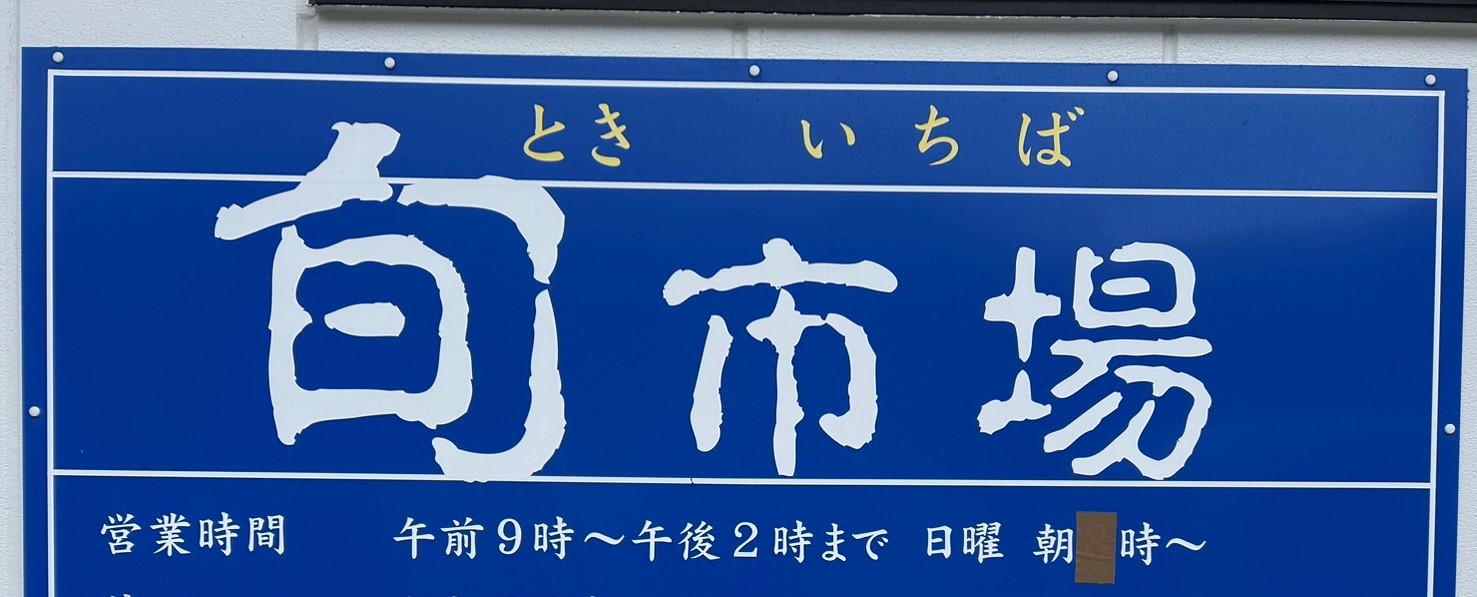 とき いちば
旬市場
営業時間 午前9時～午後2時まで 日曜 朝 時～